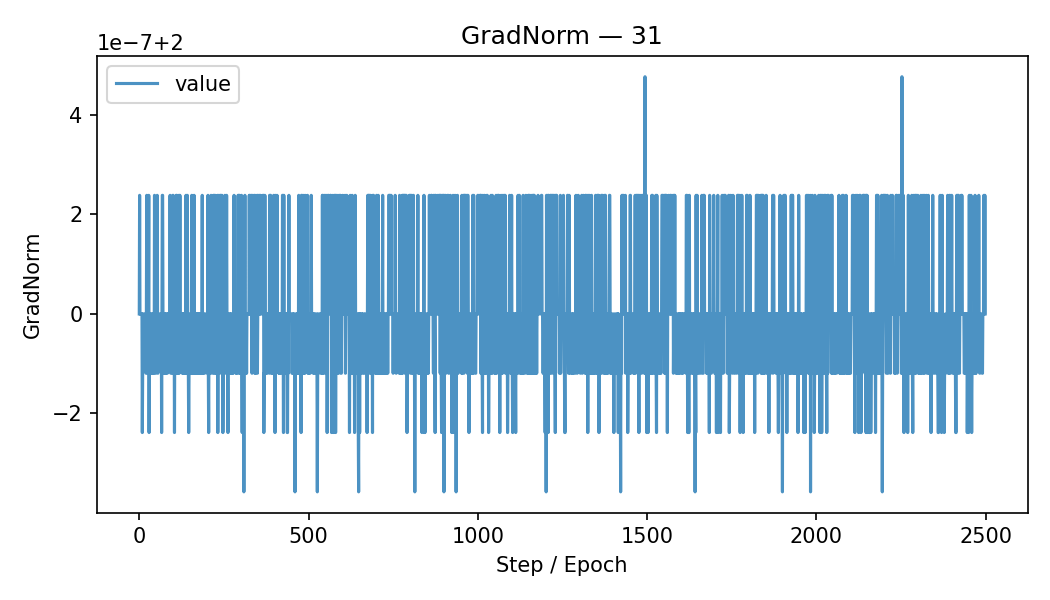 GradNorm — 31
1e−7+2
value
4
2
0
−2
GradNorm
0 500 1000 1500 2000 2500
Step / Epoch